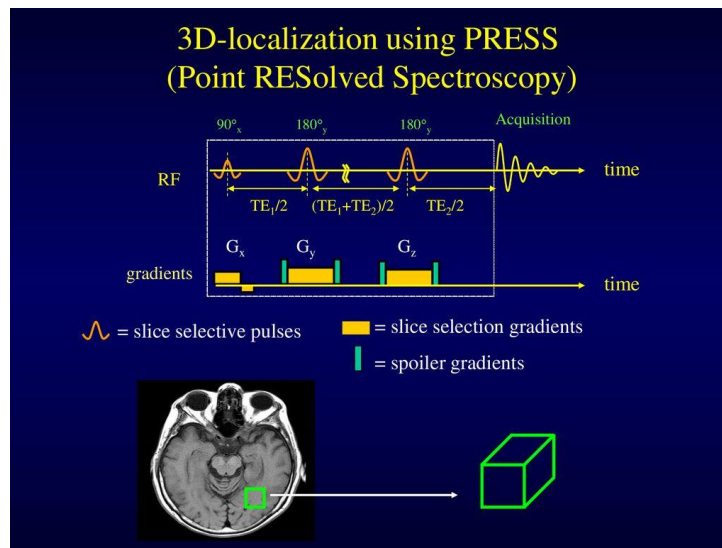 3D-localization using PRESS
(Point RESolved Spectroscopy)
90°x 180°y 180°y Acquisition
RF time
TE1/2 (TE1+TE2)/2 TE2/2
Gx Gy Gz
gradients time
= slice selective pulses = slice selection gradients
= spoiler gradients